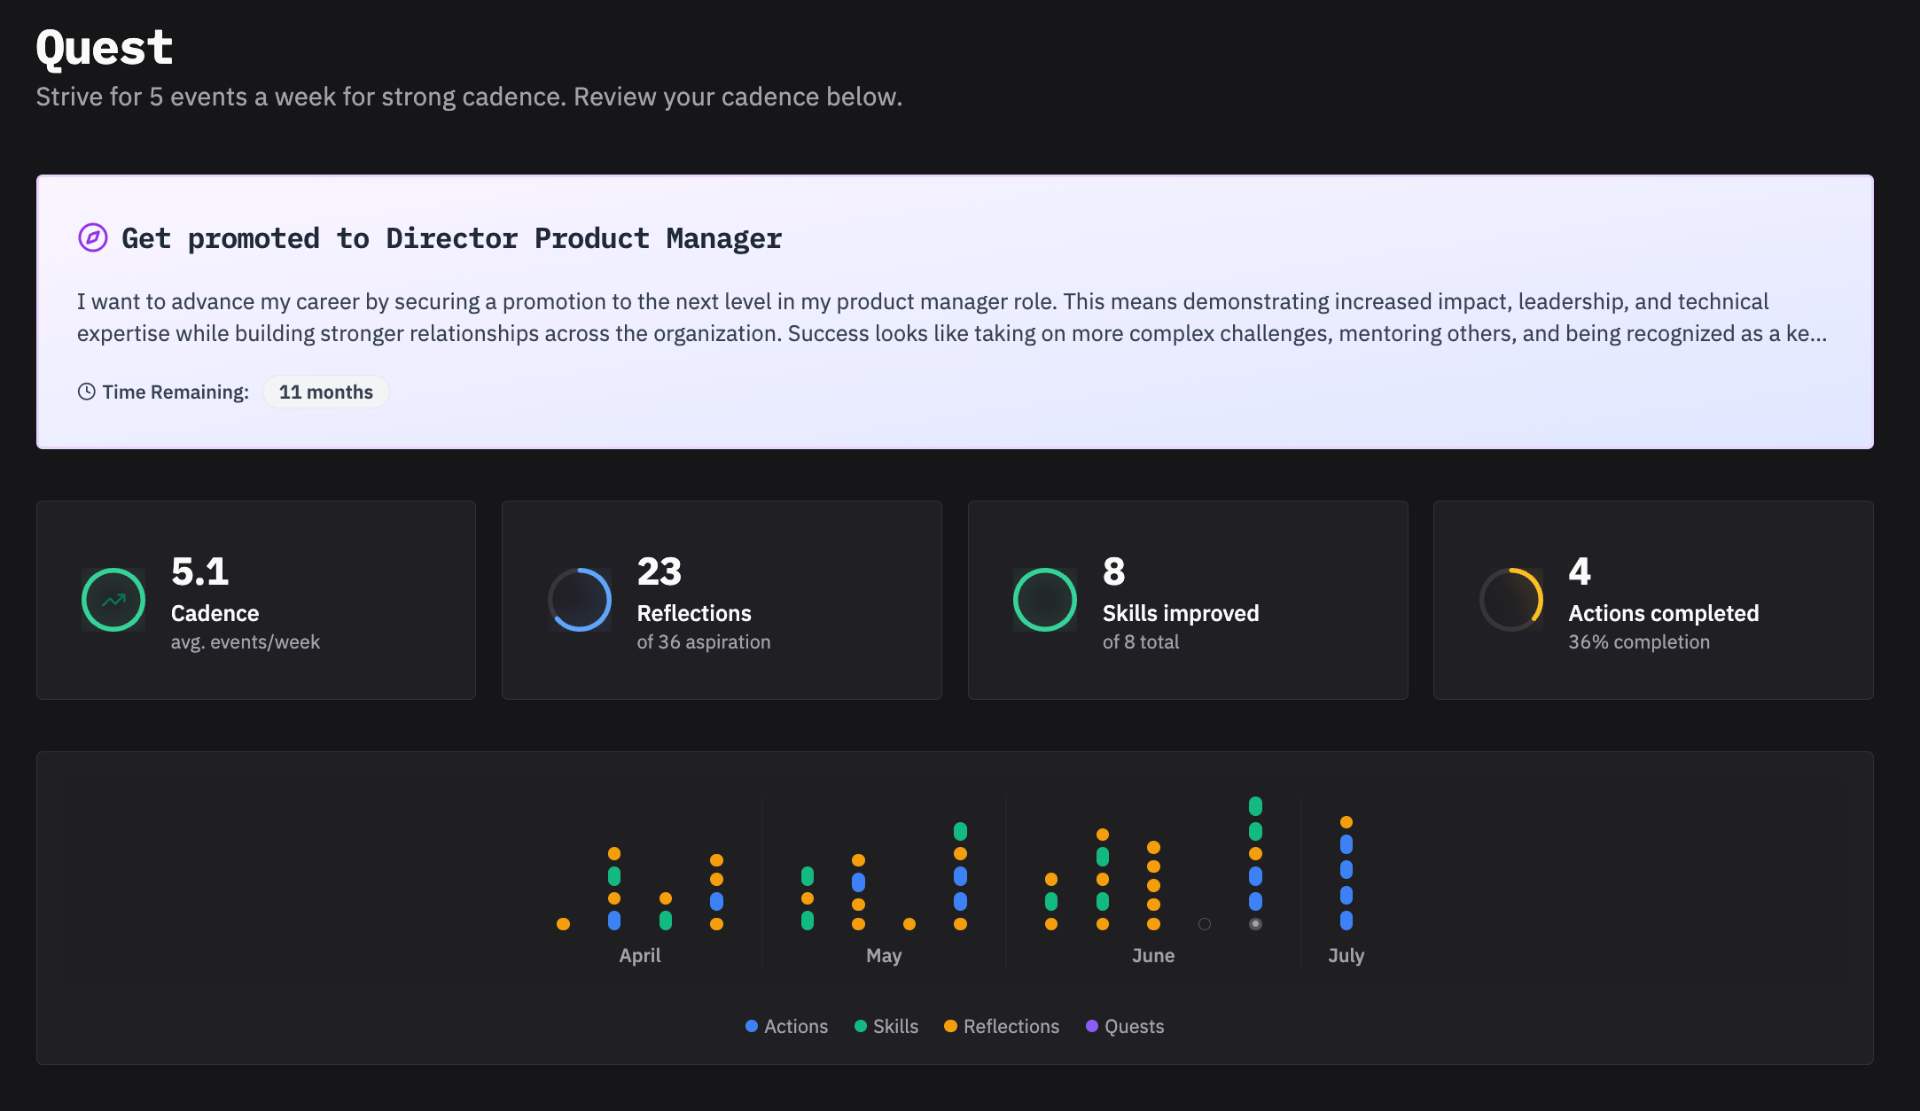 Quest
Strive for 5 events a week for strong cadence. Review your cadence below.
Get promoted to Director Product Manager
I want to advance my career by securing a promotion to the next level in my product manager role. This means demonstrating increased impact, leadership, and technical
expertise while building stronger relationships across the organization. Success looks like taking on more complex challenges, mentoring others, and being recognized as a ke...
Time Remaining: 11 months
5.1
Cadence
avg. events/week
23
Reflections
of 36 aspiration
8
Skills improved
of 8 total
4
Actions completed
36% completion
April May June July
Actions Skills Reflections Quests